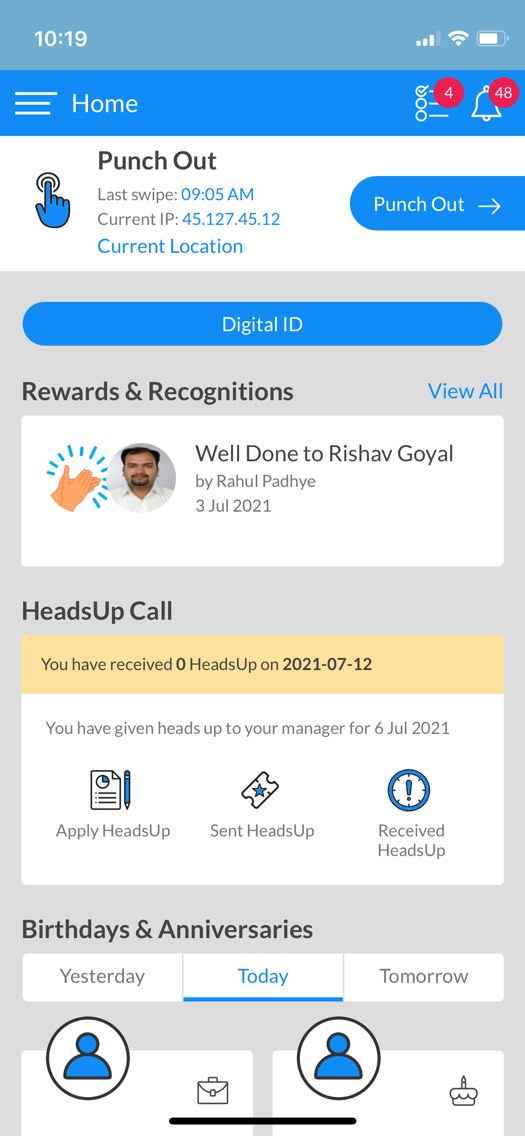 10:19
Home
4
48
Punch Out
Last swipe: 09:05 AM
Current IP: 45.127.45.12
Current Location
Punch Out
Digital ID
Rewards & Recognitions
View All
Well Done to Rishav Goyal
by Rahul Padhye
3 Jul 2021
HeadsUp Call
You have received 0 HeadsUp on 2021-07-12
You have given heads up to your manager for 6 Jul 2021
Apply HeadsUp
Sent HeadsUp
Received
HeadsUp
Birthdays & Anniversaries
Yesterday
Today
Tomorrow